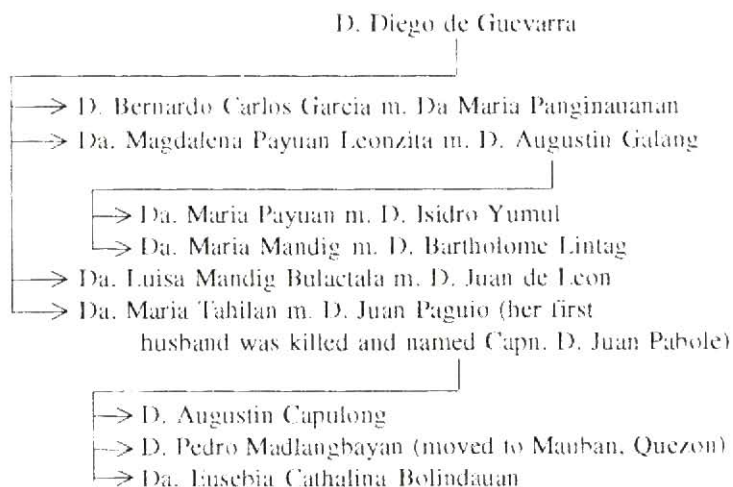 D. Diego de Guevarra
D. Bernardo Carlos Garcia m. Da Maria Panginauanan
Da. Magdalena Payuan Leonzita m. D. Augustin Galang
Da. Maria Payuan m. D. Isidro Yumul
Da. Maria Mandig m. D. Bartholome Lintag
Da. Luisa Mandig Bulactala m. D. Juan de Leon
Da. Maria Tahilan m. D. Juan Paguio (her first
husband was killed and named Capn. D. Juan Pabole)
D. Augustin Capulong
D. Pedro Madlangbayan (moved to Mauban, Quezon)
Da. Eusebia Cathalina Bolindauan